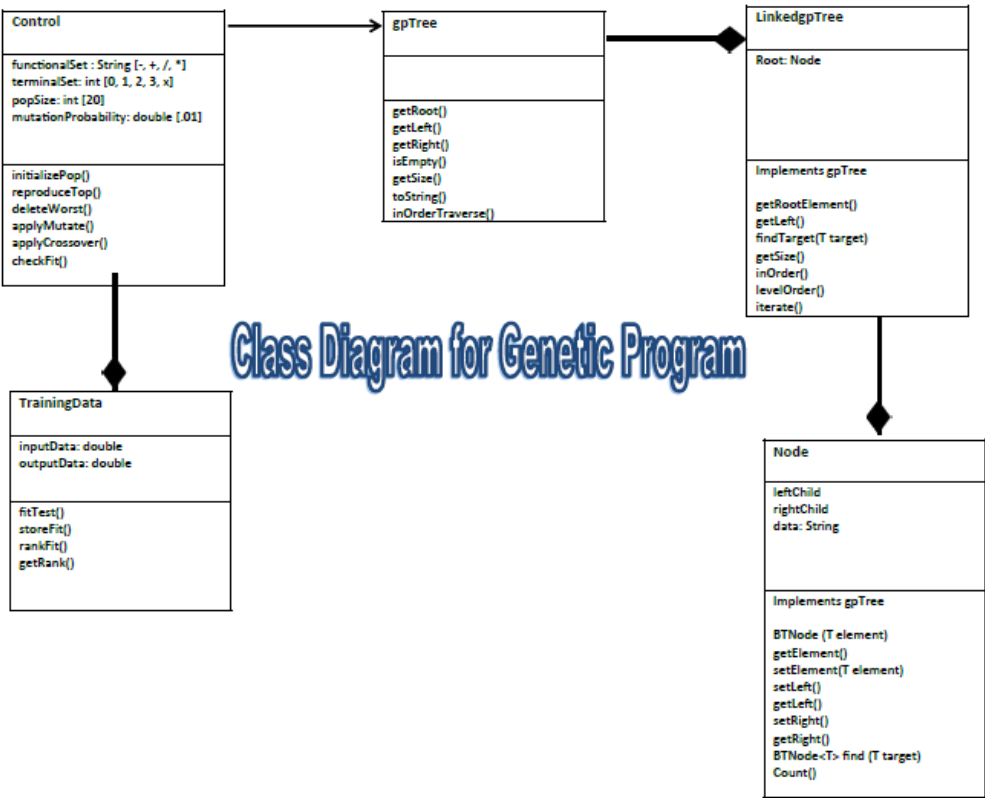 Control
functionalSet : String [-, +, /, *]
terminalSet: int [0, 1, 2, 3, x]
popSize: int [20]
mutationProbability: double [.01]
initializePop()
reproduceTop()
deleteWorst()
applyMutate()
applyCrossover()
checkFit()
gpTree
getRoot()
getLeft()
getRight()
isEmpty()
getSize()
toString()
inOrderTraverse()
LinkedgpTree
Root: Node
Implements gpTree
getRootElement()
getLeft()
findTarget(T target)
getSize()
inOrder()
levelOrder()
iterate()
Class Diagram for Genetic Program
TrainingData
inputData: double
outputData: double
fitTest()
storeFit()
rankFit()
getRank()
Node
leftChild
rightChild
data: String
Implements gpTree
BTNode (T element)
getElement()
setElement(T element)
setLeft()
getLeft()
setRight()
getRight()
BTNode<T> find (T target)
Count()